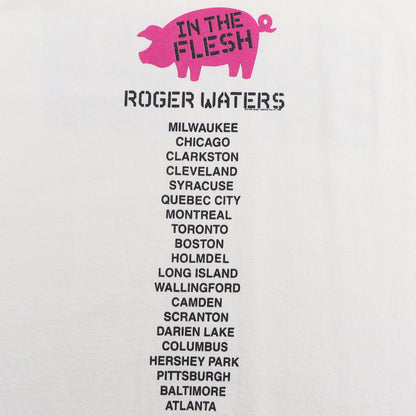 IN THE
FLESH
ROGER WATERS
MILWAUKEE
CHICAGO
CLARKSTON
CLEVELAND
SYRACUSE
QUEBEC CITY
MONTREAL
TORONTO
BOSTON
HOLMDEL
LONG ISLAND
WALLINGFORD
CAMDEN
SCRANTON
DARIEN LAKE
COLUMBUS
HERSHEY PARK
PITTSBURGH
BALTIMORE
ATLANTA